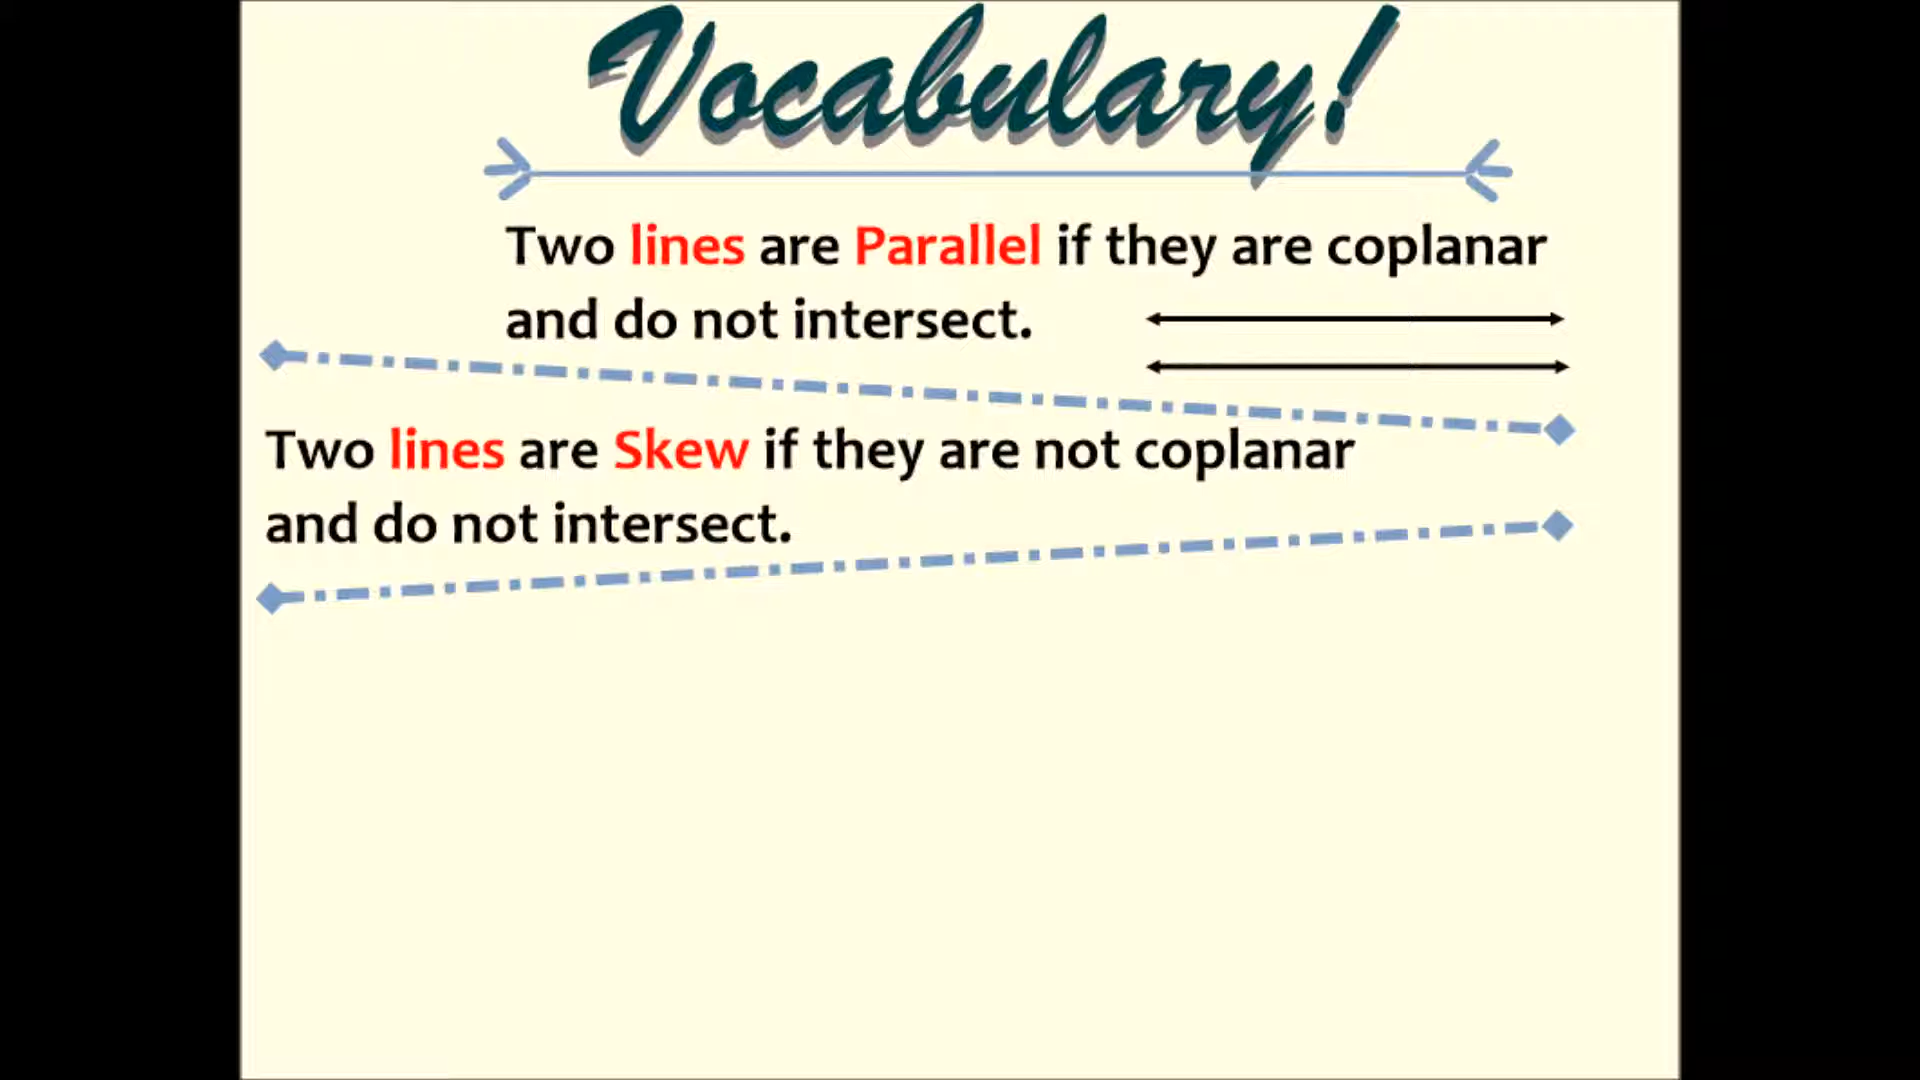 Vocabulary!
Two lines are Parallel if they are coplanar
and do not intersect.
Two lines are Skew if they are not coplanar
and do not intersect.